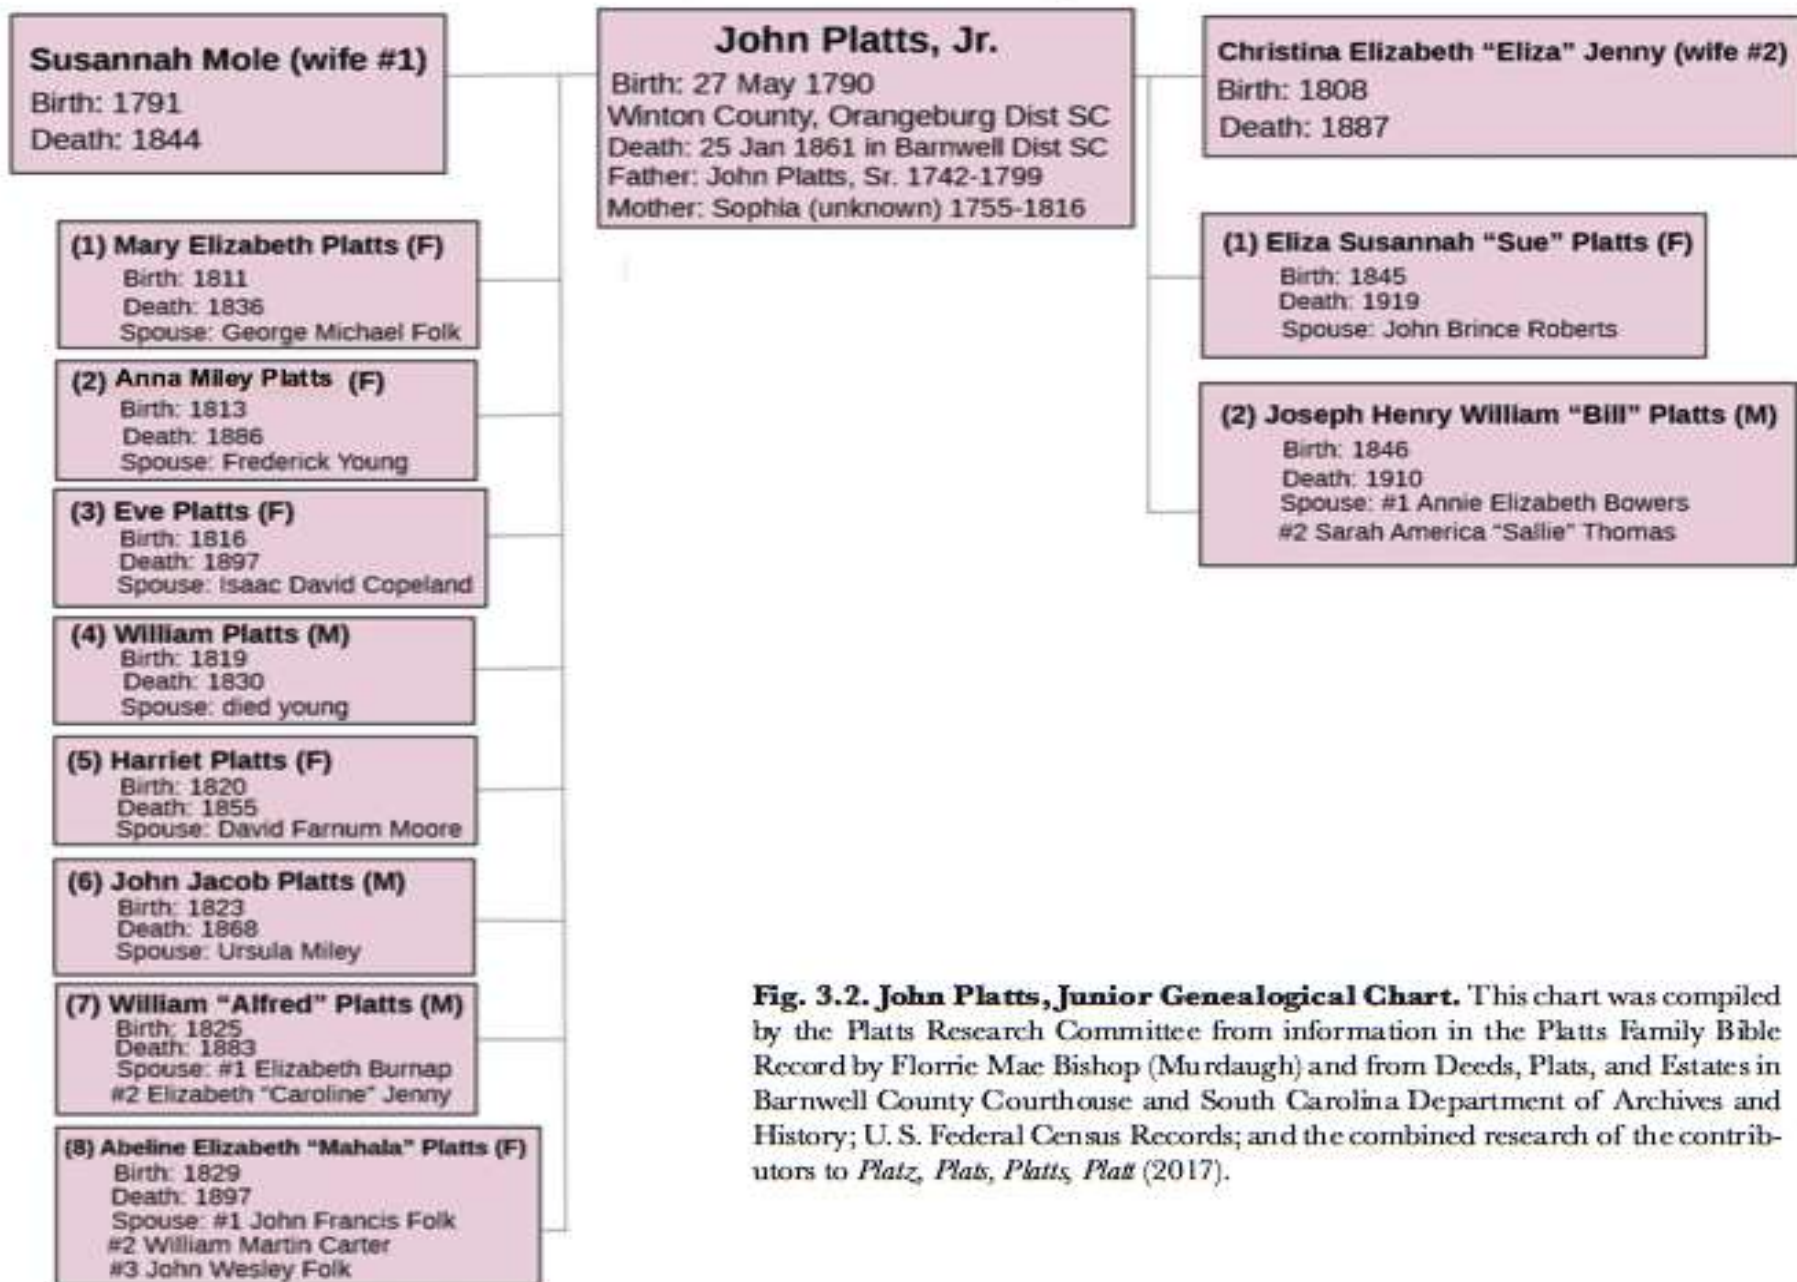 Susannah Mole (wife #1)
Birth: 1791
Death: 1844
John Platts, Jr.
Birth: 27 May 1790
Winton County, Orangeburg Dist SC
Death: 25 Jan 1861 in Barnwell Dist SC
Father: John Platts, Sr. 1742-1799
Mother: Sophia (unknown) 1755-1816
Christina Elizabeth “Eliza” Jenny (wife #2)
Birth: 1808
Death: 1887
(1) Mary Elizabeth Platts (F)
Birth: 1811
Death: 1836
Spouse: George Michael Folk
(2) Anna Miley Platts (F)
Birth: 1813
Death: 1886
Spouse: Frederick Young
(3) Eve Platts (F)
Birth: 1816
Death: 1897
Spouse: Isaac David Copeland
(4) William Platts (M)
Birth: 1819
Death: 1830
Spouse: died young
(5) Harriet Platts (F)
Birth: 1820
Death: 1855
Spouse: David Farnum Moore
(6) John Jacob Platts (M)
Birth: 1823
Death: 1868
Spouse: Ursula Miley
(7) William “Alfred” Platts (M)
Birth: 1825
Death: 1883
Spouse: #1 Elizabeth Burnap
#2 Elizabeth “Caroline” Jenny
(8) Abeline Elizabeth “Mahala” Platts (F)
Birth: 1829
Death: 1897
Spouse: #1 John Francis Folk
#2 William Martin Carter
#3 John Wesley Folk
(1) Eliza Susannah “Sue” Platts (F)
Birth: 1845
Death: 1919
Spouse: John Brince Roberts
(2) Joseph Henry William “Bill” Platts (M)
Birth: 1846
Death: 1910
Spouse: #1 Annie Elizabeth Bowers
#2 Sarah America “Sallie” Thomas
Fig. 3.2. John Platts, Junior Genealogical Chart. This chart was compiled
by the Platts Research Committee from information in the Platts Family Bible
Record by Florrie Mae Bishop (Murdaugh) and from Deeds, Plats, and Estates in
Barnwell County Courthouse and South Carolina Department of Archives and
History; U. S. Federal Census Records; and the combined research of the contrib-
utors to Platz, Plats, Platts, Platt (2017).